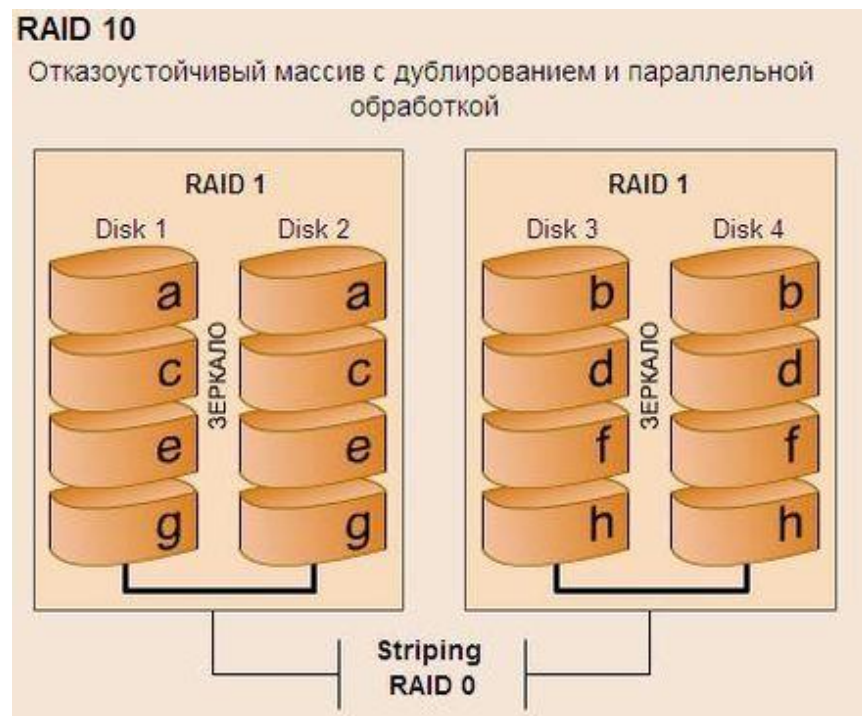 RAID 10
Отказоустойчивый массив с дублированием и параллельной
обработкой
RAID 1
Disk 1 Disk 2
a a
c c
e e
g g
ЗЕРКАЛО
RAID 1
Disk 3 Disk 4
b b
d d
f f
h h
ЗЕРКАЛО
Striping
RAID 0